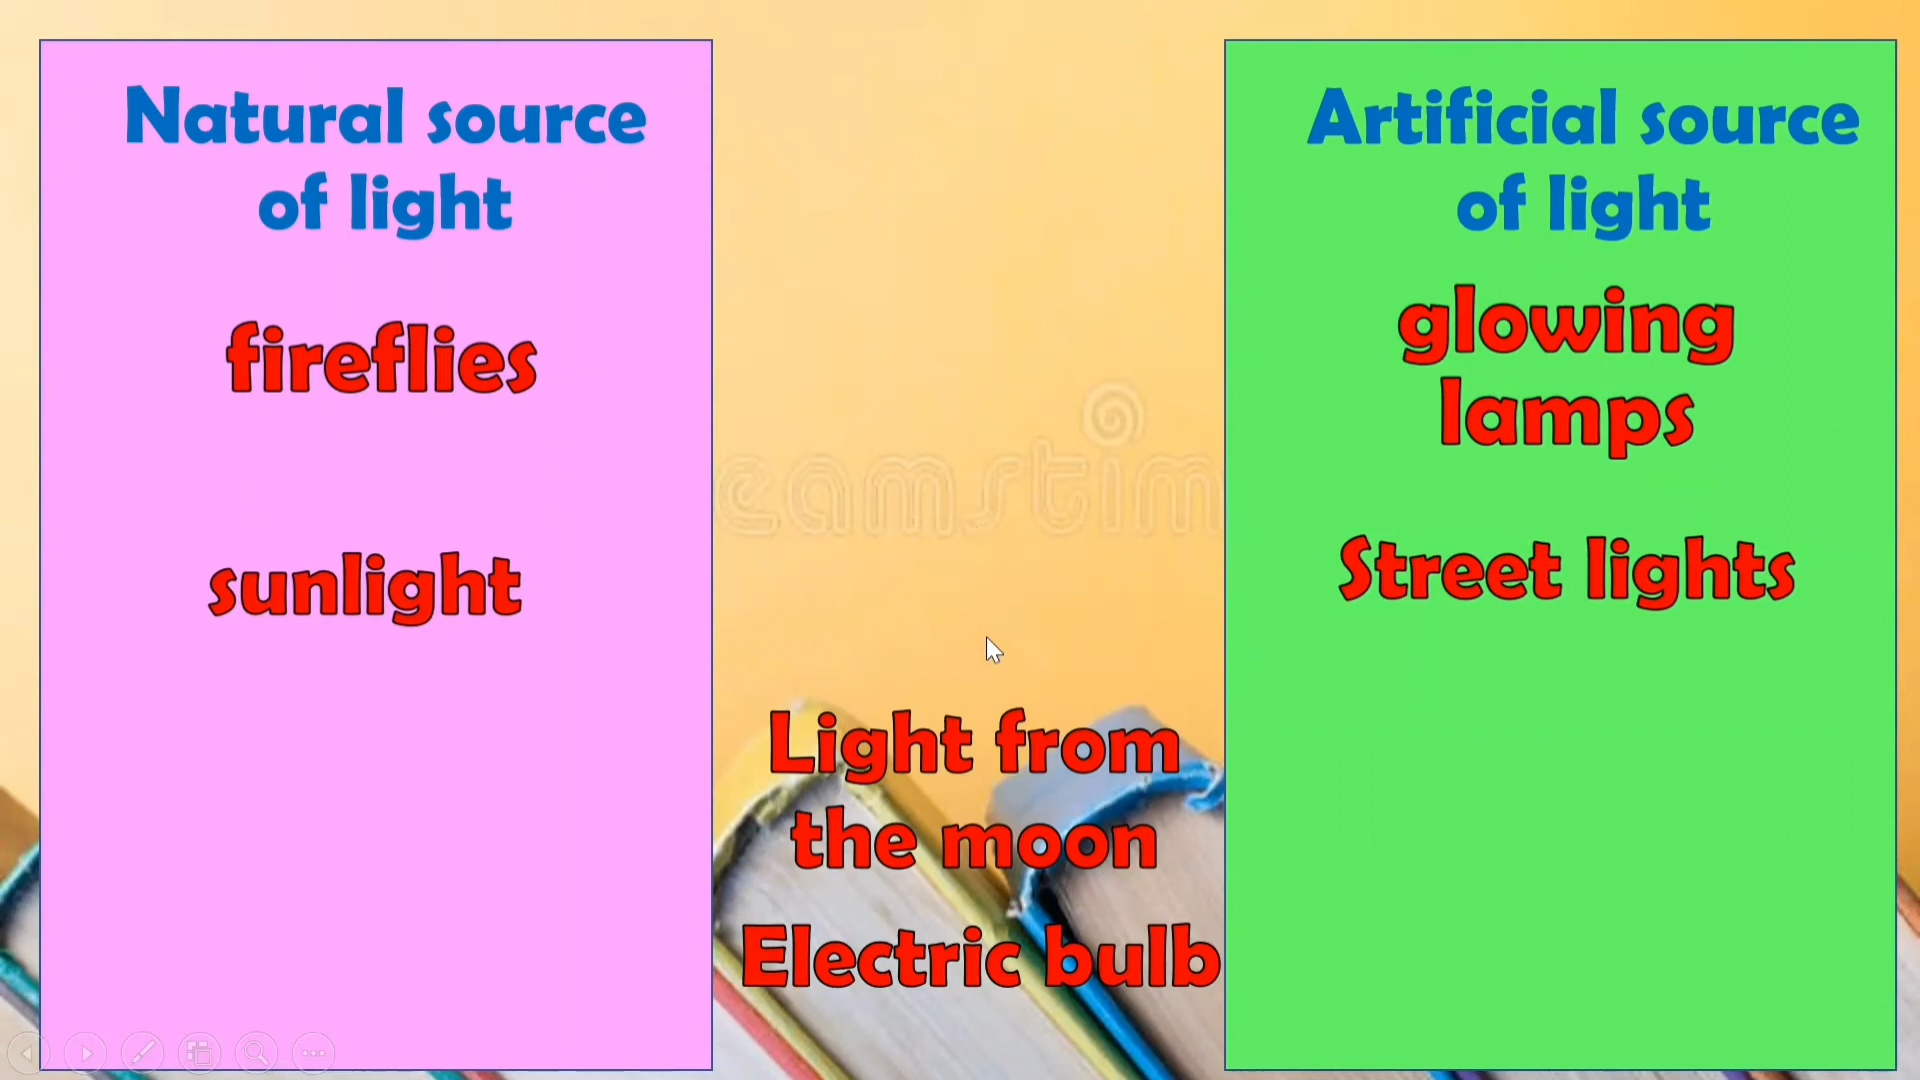 Natural source
of light
fireflies
sunlight
eamstim
Light from
the moon
Electric bulb
Artificial source
of light
glowing
lamps
Street lights